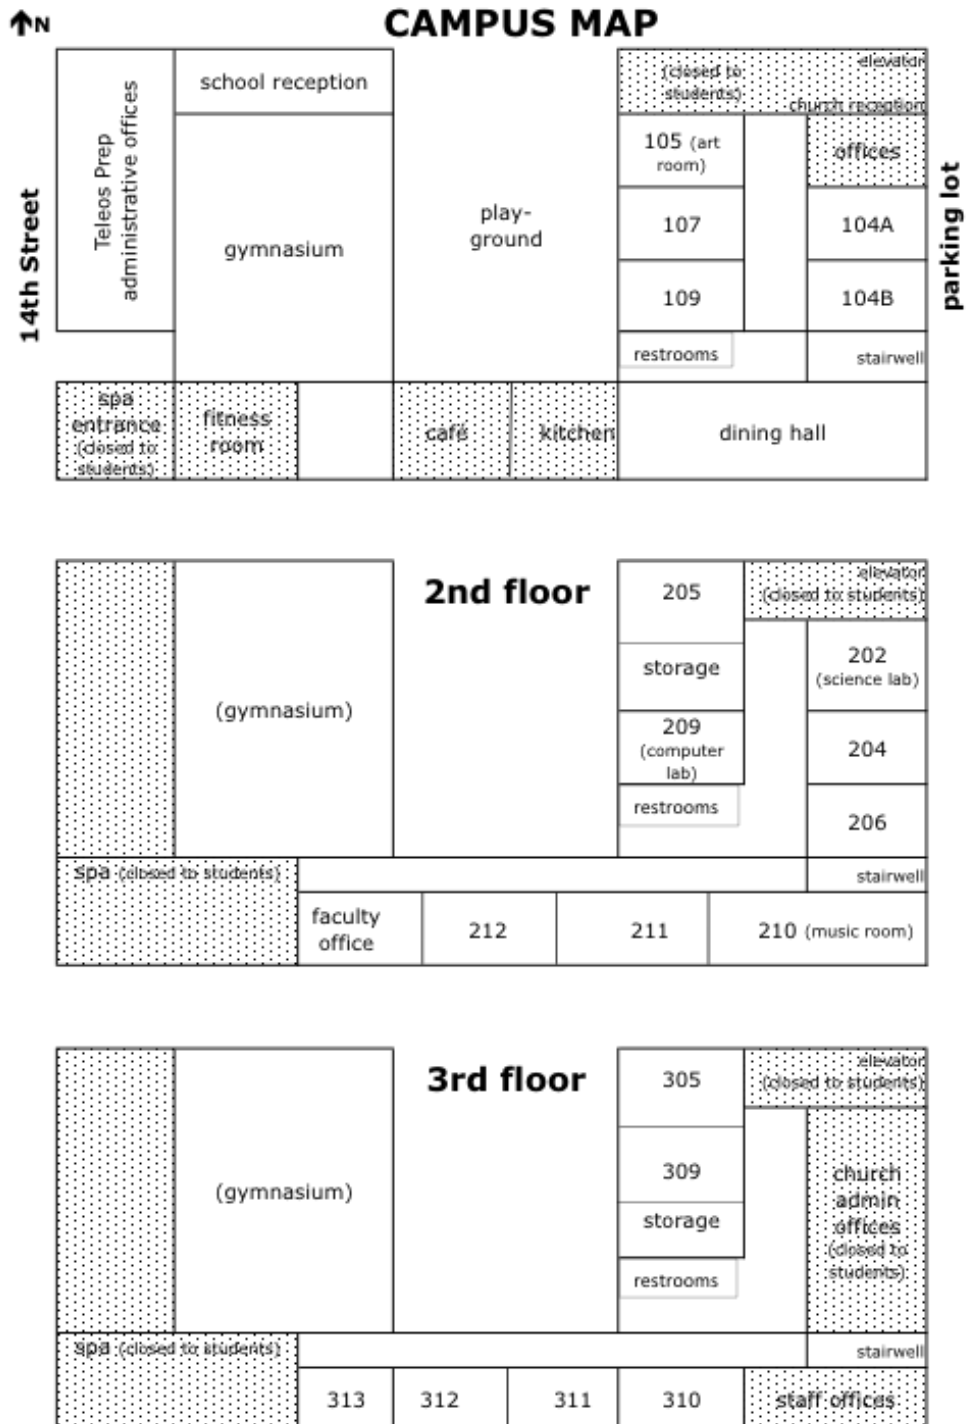 N
CAMPUS MAP
14th Street
Teleos Prep
administrative offices
school reception
gymnasium
play-
ground
elevator
(closed to
students)
church reception
105 (art
room)
offices
107
104A
109
104B
restrooms
stairwell
parking lot
spa
entrance
(closed to
students)
fitness
room
café
kitchen
dining hall
2nd floor
(gymnasium)
205
elevator
(closed to students)
storage
202
(science lab)
209
(computer
lab)
204
restrooms
206
spa (closed to students)
stairwell
faculty
office
212
211
210 (music room)
3rd floor
(gymnasium)
305
elevator
(closed to students)
309
storage
church
admin
offices
(closed to
students)
restrooms
spa (closed to students)
stairwell
313
312
311
310
staff offices